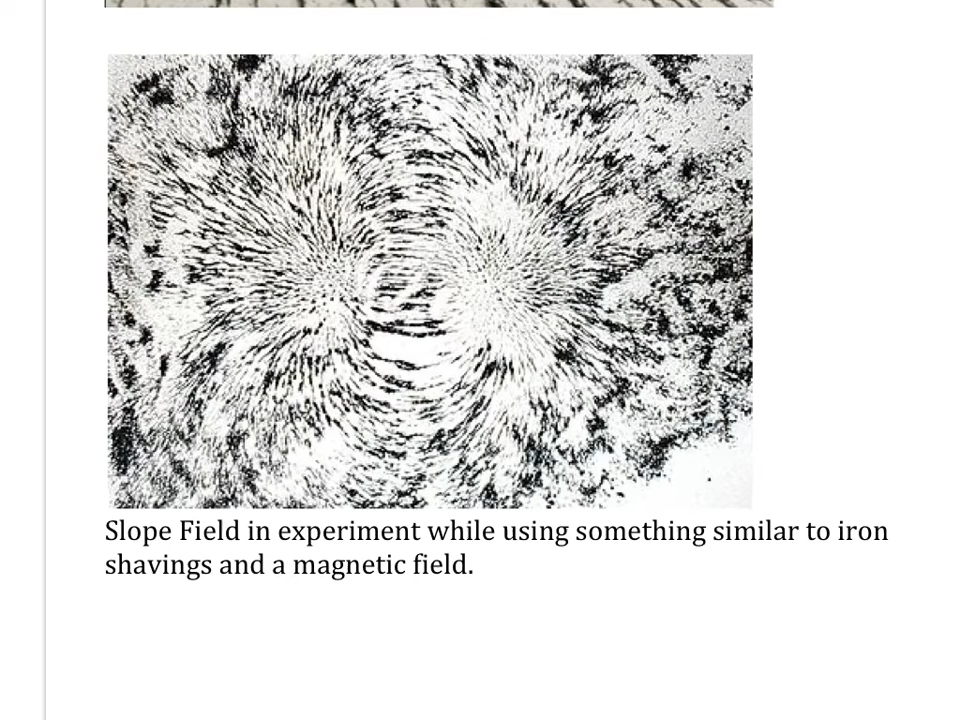 Slope Field in experiment while using something similar to iron
shavings and a magnetic field.